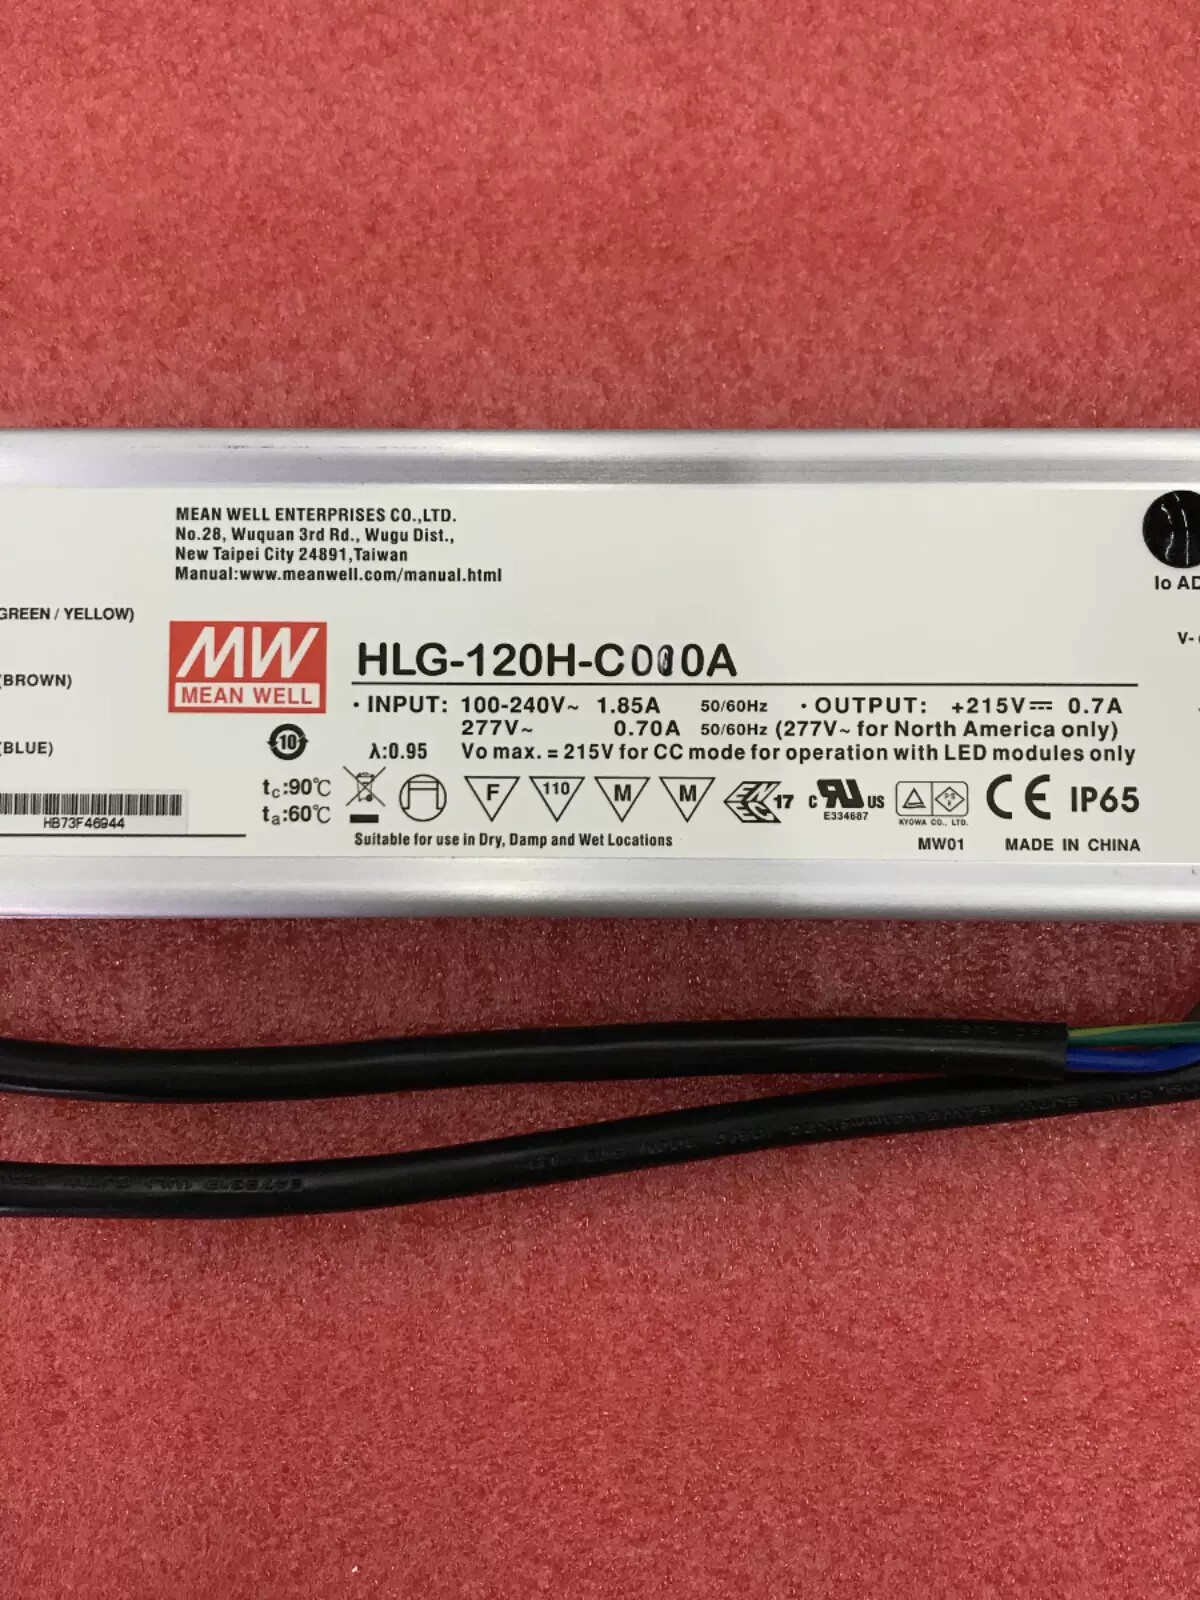 MEAN WELL ENTERPRISES CO.,LTD.
No.28, Wuquan 3rd Rd., Wugu Dist.,
New Taipei City 24891,Taiwan
Manual:www.meanwell.com/manual.html
GREEN / YELLOW)
(BROWN)
(BLUE)
HB73F46944
MW
MEAN WELL
HLG-120H-C000A
· INPUT: 100-240V~ 1.85A 50/60Hz · OUTPUT: +215V⎓ 0.7A
277V~ 0.70A 50/60Hz (277V~ for North America only)
λ:0.95 Vo max. = 215V for CC mode for operation with LED modules only
10
tc:90℃
ta:60℃
F 110 M M ENEC 17 c RU US CE IP65
E334687
PS E
KYOWA CO., LTD.
Suitable for use in Dry, Damp and Wet Locations
MW01 MADE IN CHINA
Io AD
V-